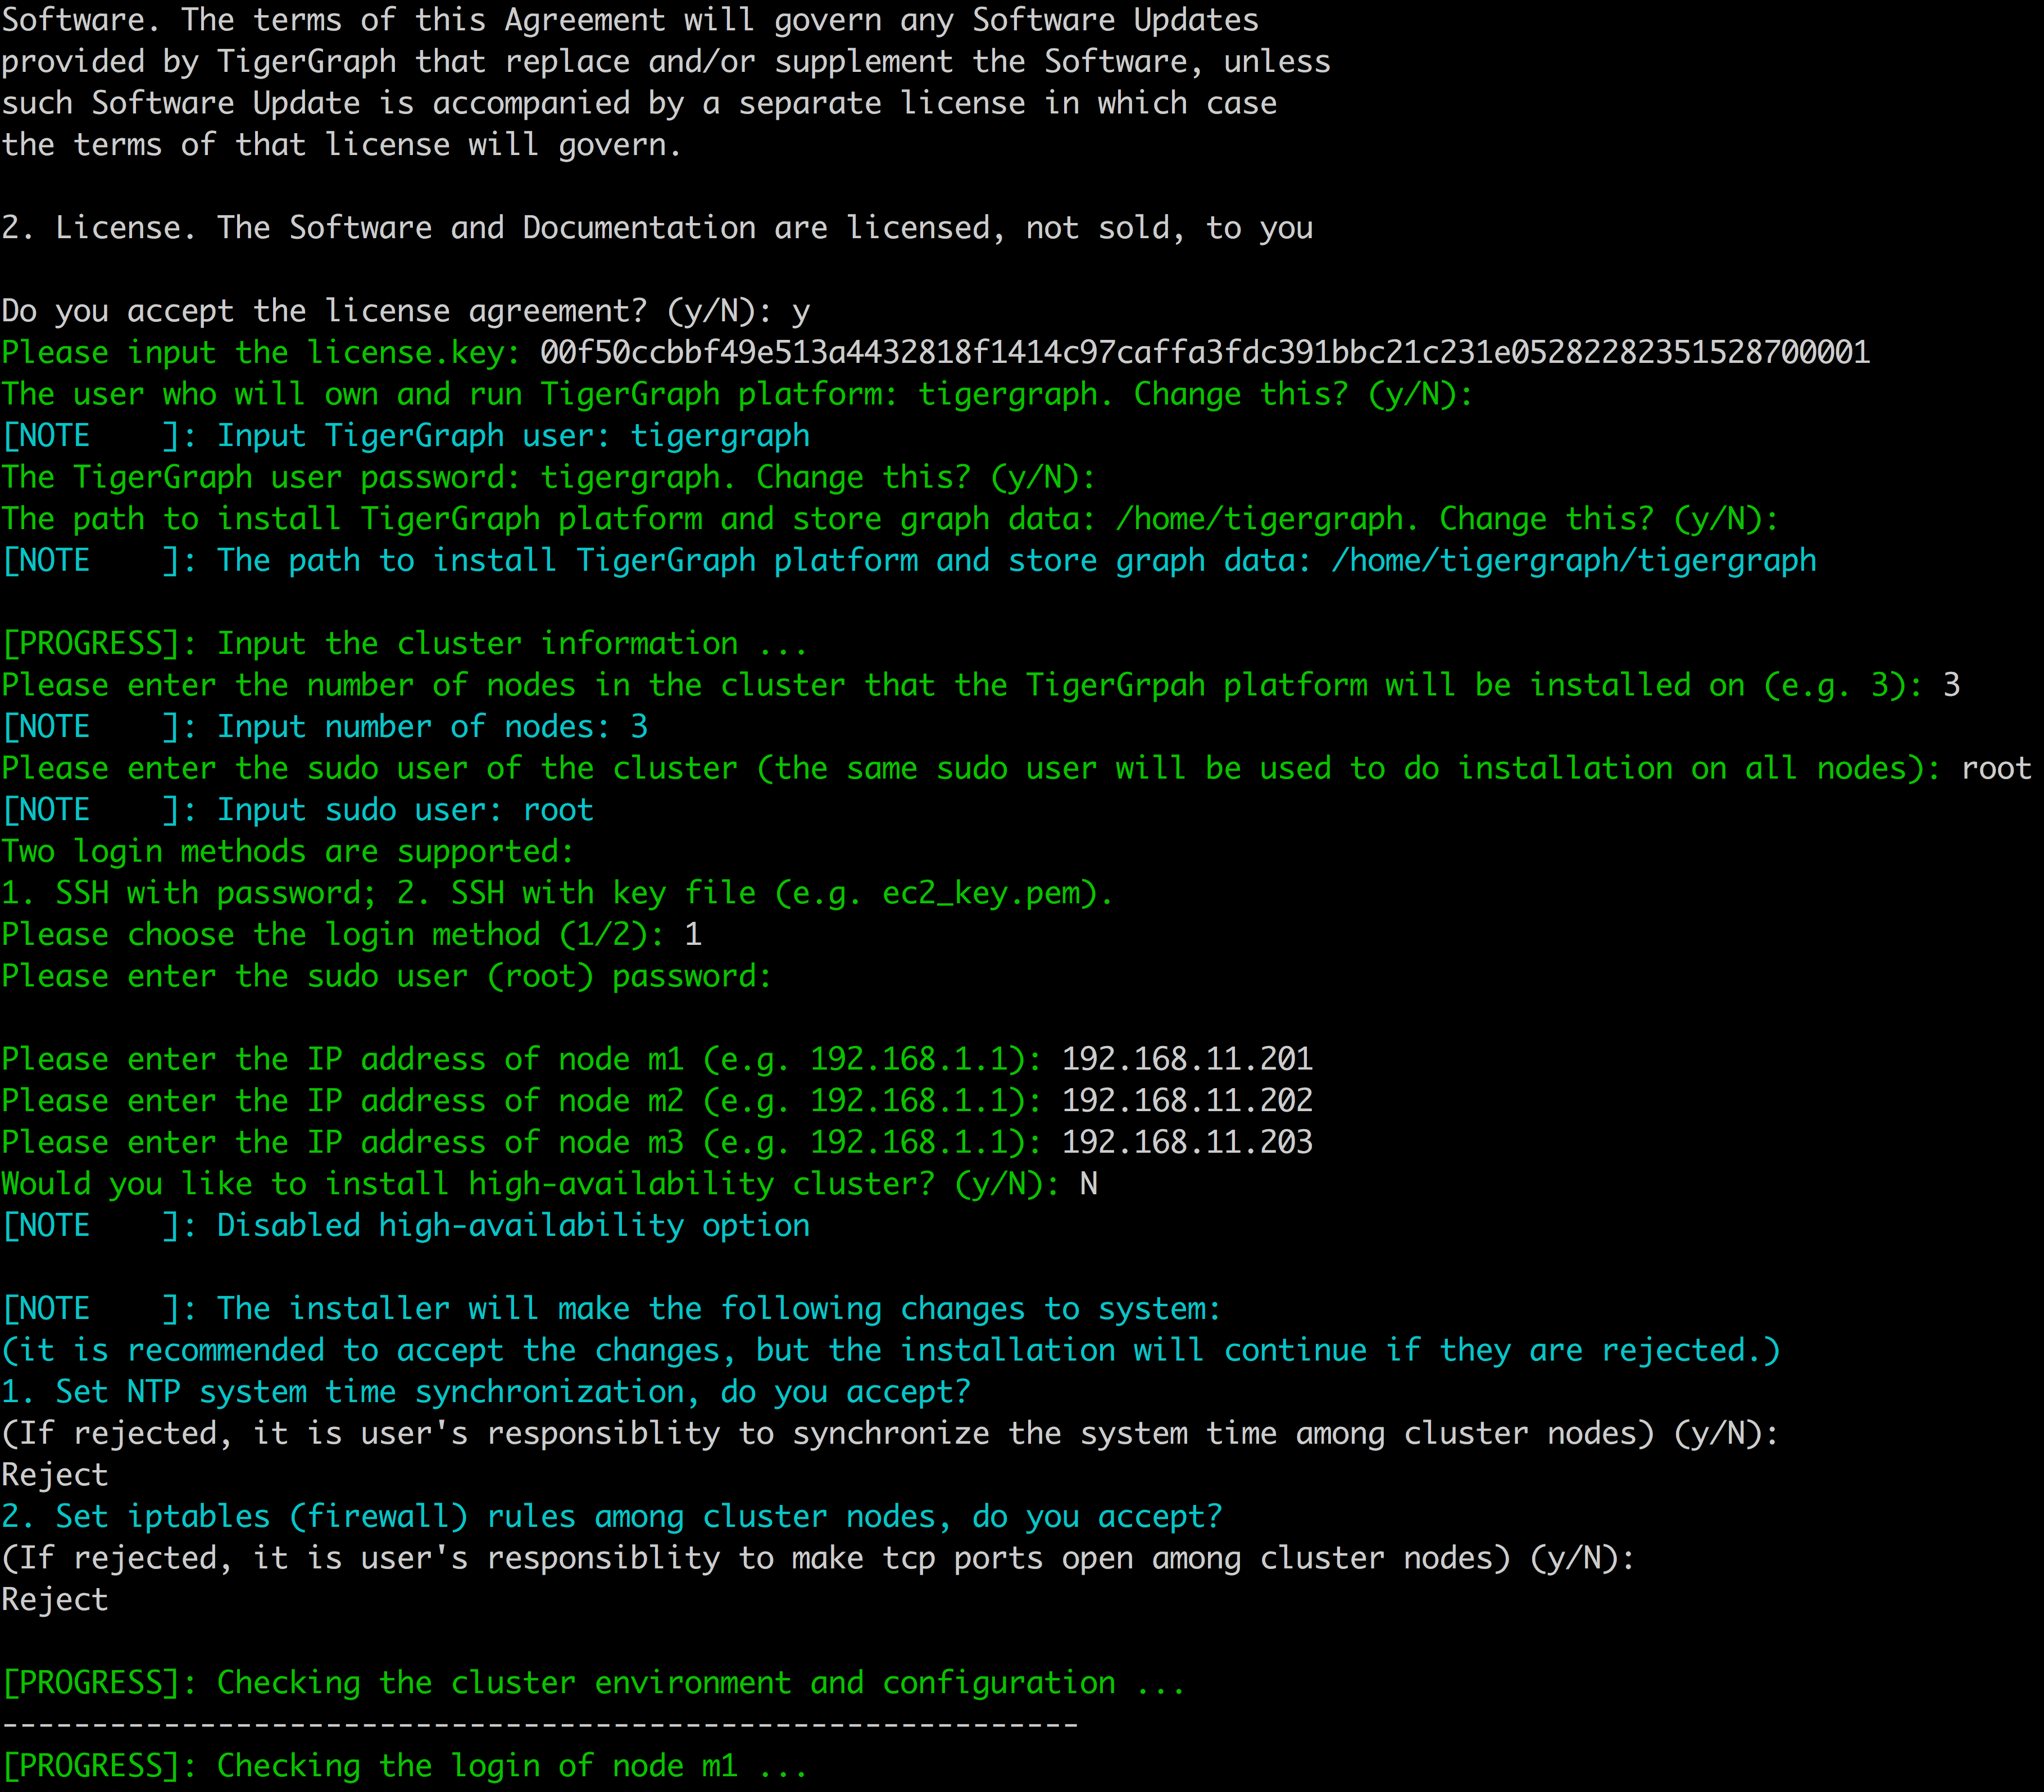 Software. The terms of this Agreement will govern any Software Updates
provided by TigerGraph that replace and/or supplement the Software, unless
such Software Update is accompanied by a separate license in which case
the terms of that license will govern.
2. License. The Software and Documentation are licensed, not sold, to you
Do you accept the license agreement? (y/N): y
Please input the license.key: 00f50ccbbf49e513a4432818f1414c97caffa3fdc391bbc21c231e05282282351528700001
The user who will own and run TigerGraph platform: tigergraph. Change this? (y/N):
[NOTE    ]: Input TigerGraph user: tigergraph
The TigerGraph user password: tigergraph. Change this? (y/N):
The path to install TigerGraph platform and store graph data: /home/tigergraph. Change this? (y/N):
[NOTE    ]: The path to install TigerGraph platform and store graph data: /home/tigergraph/tigergraph
[PROGRESS]: Input the cluster information ...
Please enter the number of nodes in the cluster that the TigerGrpah platform will be installed on (e.g. 3): 3
[NOTE    ]: Input number of nodes: 3
Please enter the sudo user of the cluster (the same sudo user will be used to do installation on all nodes): root
[NOTE    ]: Input sudo user: root
Two login methods are supported:
1. SSH with password; 2. SSH with key file (e.g. ec2_key.pem).
Please choose the login method (1/2): 1
Please enter the sudo user (root) password:
Please enter the IP address of node m1 (e.g. 192.168.1.1): 192.168.11.201
Please enter the IP address of node m2 (e.g. 192.168.1.1): 192.168.11.202
Please enter the IP address of node m3 (e.g. 192.168.1.1): 192.168.11.203
Would you like to install high-availability cluster? (y/N): N
[NOTE    ]: Disabled high-availability option
[NOTE    ]: The installer will make the following changes to system:
(it is recommended to accept the changes, but the installation will continue if they are rejected.)
1. Set NTP system time synchronization, do you accept?
(If rejected, it is user's responsiblity to synchronize the system time among cluster nodes) (y/N):
Reject
2. Set iptables (firewall) rules among cluster nodes, do you accept?
(If rejected, it is user's responsiblity to make tcp ports open among cluster nodes) (y/N):
Reject
[PROGRESS]: Checking the cluster environment and configuration ...
------------------------------------------------------------
[PROGRESS]: Checking the login of node m1 ...